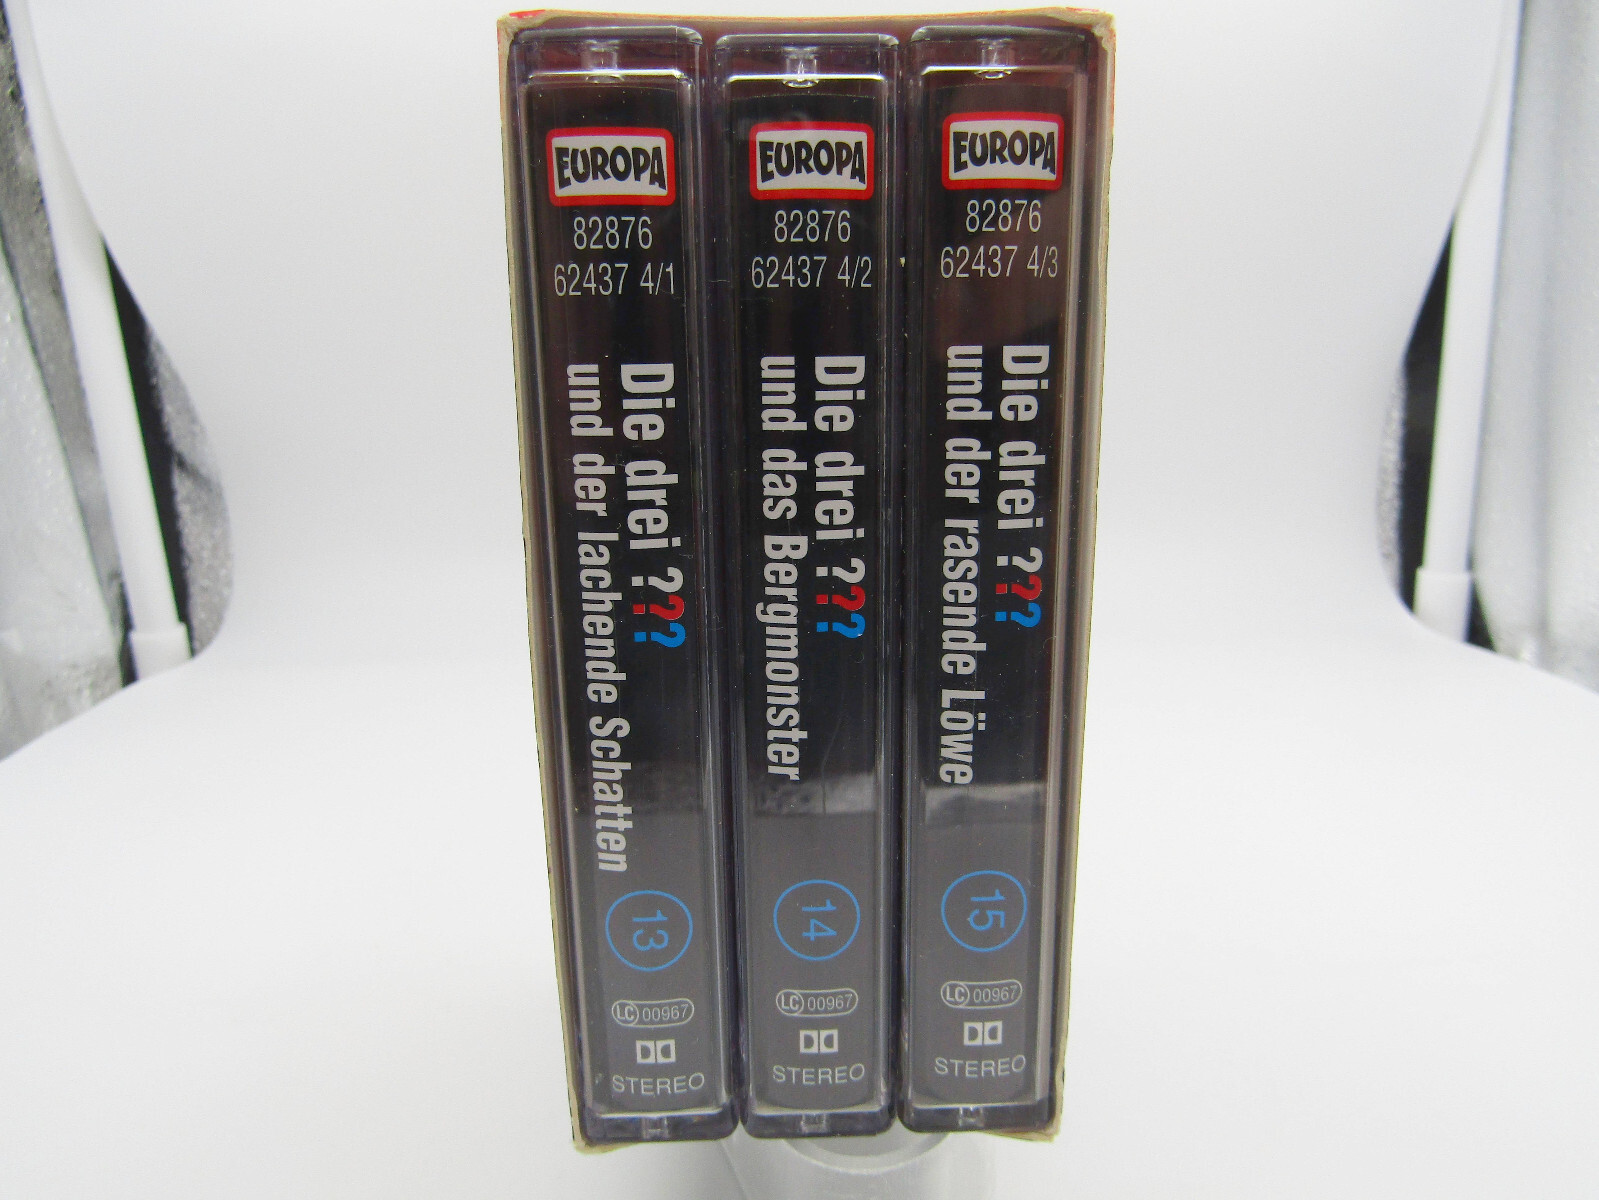 EUROPA
82876
62437 4/1
Die drei ???
und der lachende Schatten
13
LC 00967
STEREO
EUROPA
82876
62437 4/2
Die drei ???
und das Bergmonster
14
LC 00967
STEREO
EUROPA
82876
62437 4/3
Die drei ???
und der rasende Löwe
15
LC 00967
STEREO